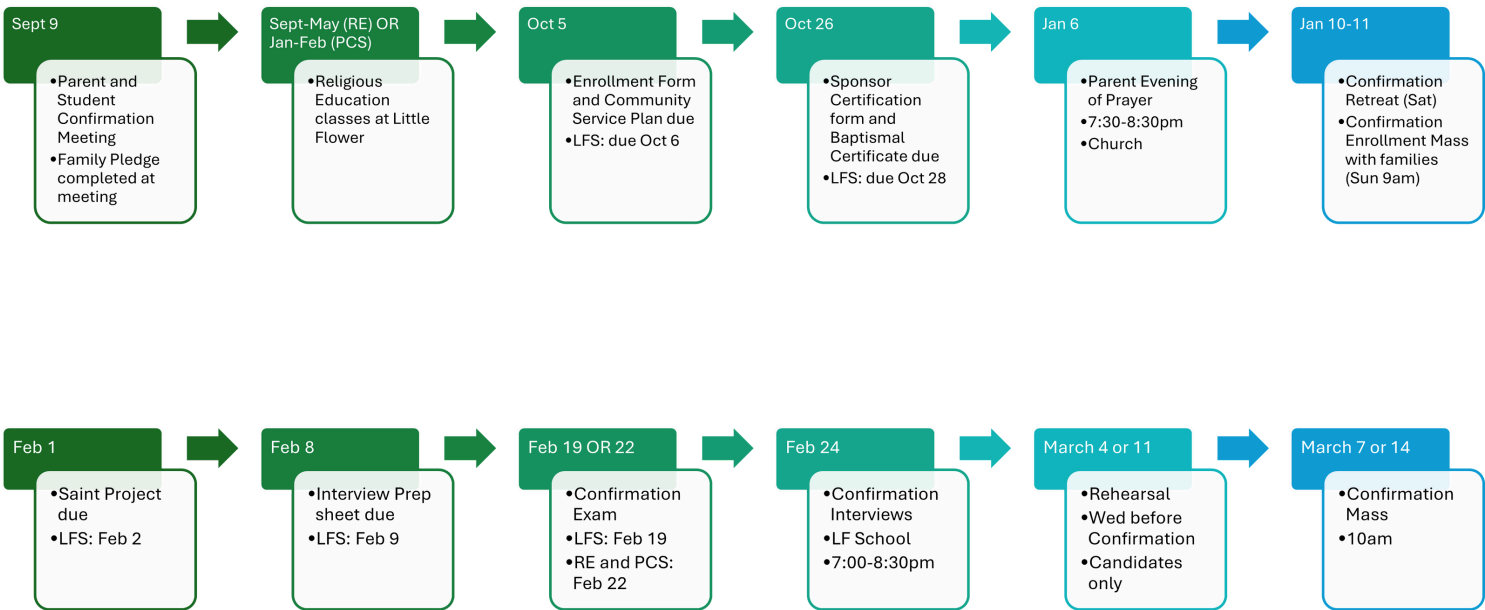 Sept 9
•Parent and
Student
Confirmation
Meeting
•Family Pledge
completed at
meeting
Sept-May (RE) OR
Jan-Feb (PCS)
•Religious
Education
classes at Little
Flower
Oct 5
•Enrollment Form
and Community
Service Plan due
•LFS: due Oct 6
Oct 26
•Sponsor
Certification
form and
Baptismal
Certificate due
•LFS: due Oct 28
Jan 6
•Parent Evening
of Prayer
•7:30-8:30pm
•Church
Jan 10-11
•Confirmation
Retreat (Sat)
•Confirmation
Enrollment Mass
with families
(Sun 9am)
Feb 1
•Saint Project
due
•LFS: Feb 2
Feb 8
•Interview Prep
sheet due
•LFS: Feb 9
Feb 19 OR 22
•Confirmation
Exam
•LFS: Feb 19
•RE and PCS:
Feb 22
Feb 24
•Confirmation
Interviews
•LF School
•7:00-8:30pm
March 4 or 11
•Rehearsal
•Wed before
Confirmation
•Candidates
only
March 7 or 14
•Confirmation
Mass
•10am